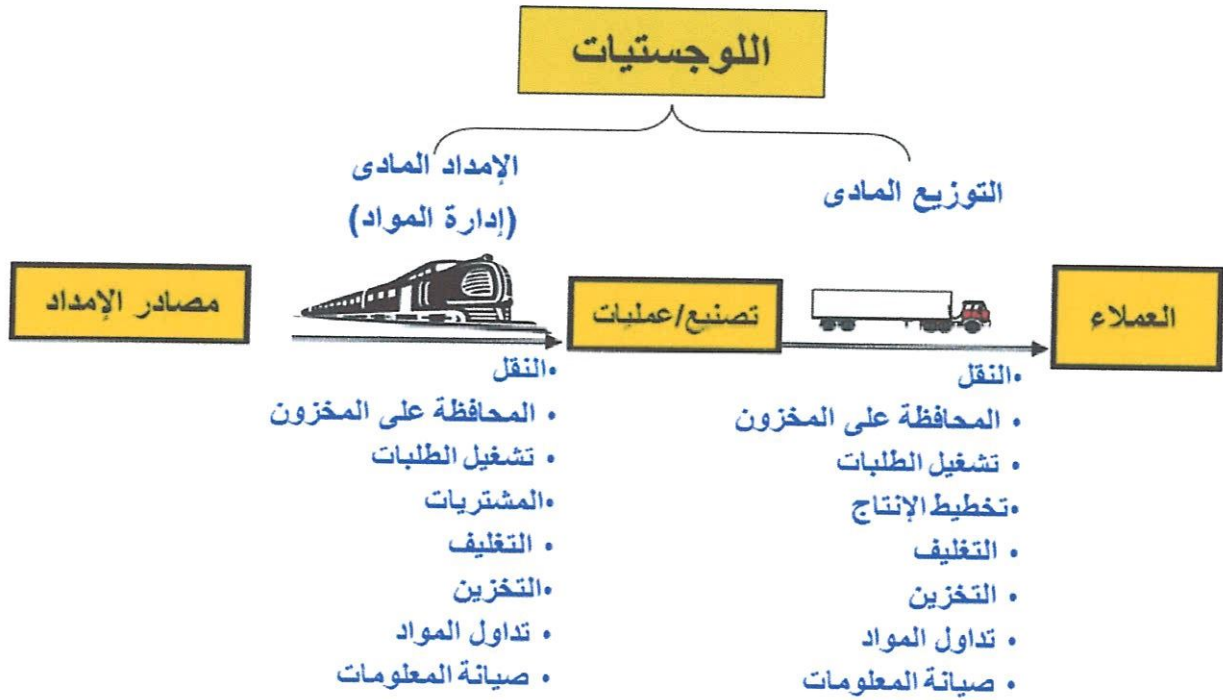 اللوجستيات
الإمداد المادى
(إدارة المواد)
التوزيع المادى
مصادر الإمداد
تصنيع/عمليات
العملاء
•النقل
• المحافظة على المخزون
• تشغيل الطلبات
•المشتريات
• التغليف
•التخزين
• تداول المواد
• صيانة المعلومات
•النقل
• المحافظة على المخزون
• تشغيل الطلبات
•تخطيط الإنتاج
• التغليف
• التخزين
• تداول المواد
• صيانة المعلومات